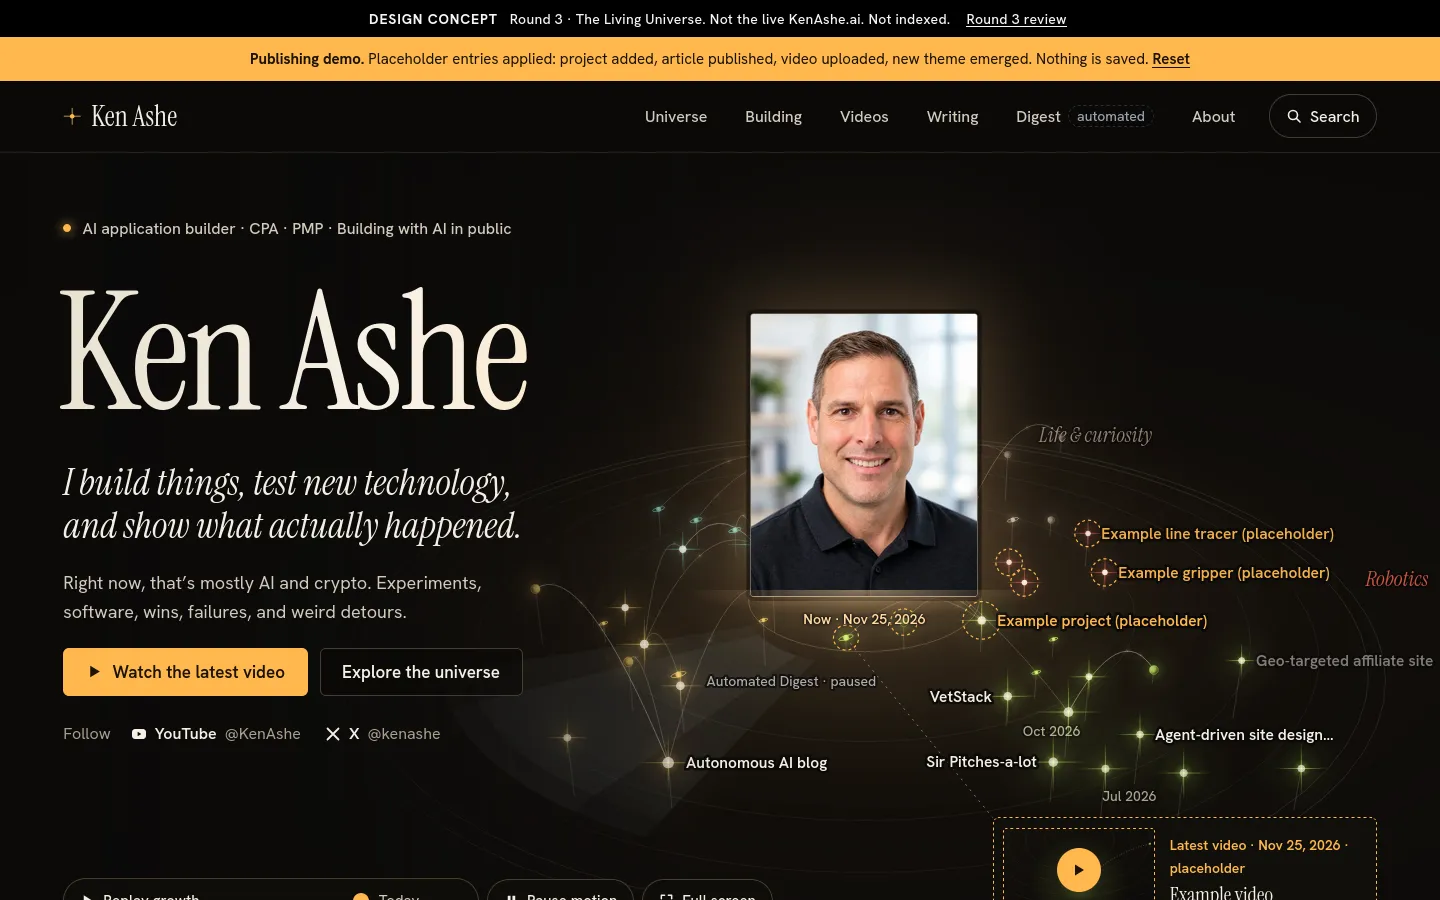 DESIGN CONCEPT Round 3 · The Living Universe. Not the live KenAshe.ai. Not indexed. Round 3 review
Publishing demo. Placeholder entries applied: project added, article published, video uploaded, new theme emerged. Nothing is saved. Reset
Ken Ashe
Universe Building Videos Writing Digest automated About Search
AI application builder · CPA · PMP · Building with AI in public
Ken Ashe
I build things, test new technology,
and show what actually happened.
Right now, that’s mostly AI and crypto. Experiments,
software, wins, failures, and weird detours.
Watch the latest video Explore the universe
Follow YouTube @KenAshe X @kenashe
Life & curiosity
Example line tracer (placeholder)
Example gripper (placeholder)
Robotics
Now · Nov 25, 2026
Example project (placeholder)
Geo-targeted affiliate site
Automated Digest · paused
VetStack
Oct 2026
Agent-driven site design...
Autonomous AI blog
Sir Pitches-a-lot
Jul 2026
Latest video · Nov 25, 2026 ·
placeholder
Example video
Replay growth Today Pause motion Full screen